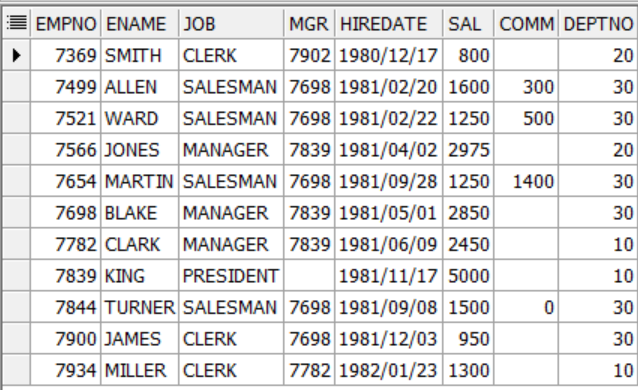 EMPNO ENAME JOB MGR HIREDATE SAL COMM DEPTNO
7369 SMITH CLERK 7902 1980/12/17 800 20
7499 ALLEN SALESMAN 7698 1981/02/20 1600 300 30
7521 WARD SALESMAN 7698 1981/02/22 1250 500 30
7566 JONES MANAGER 7839 1981/04/02 2975 20
7654 MARTIN SALESMAN 7698 1981/09/28 1250 1400 30
7698 BLAKE MANAGER 7839 1981/05/01 2850 30
7782 CLARK MANAGER 7839 1981/06/09 2450 10
7839 KING PRESIDENT 1981/11/17 5000 10
7844 TURNER SALESMAN 7698 1981/09/08 1500 0 30
7900 JAMES CLERK 7698 1981/12/03 950 30
7934 MILLER CLERK 7782 1982/01/23 1300 10